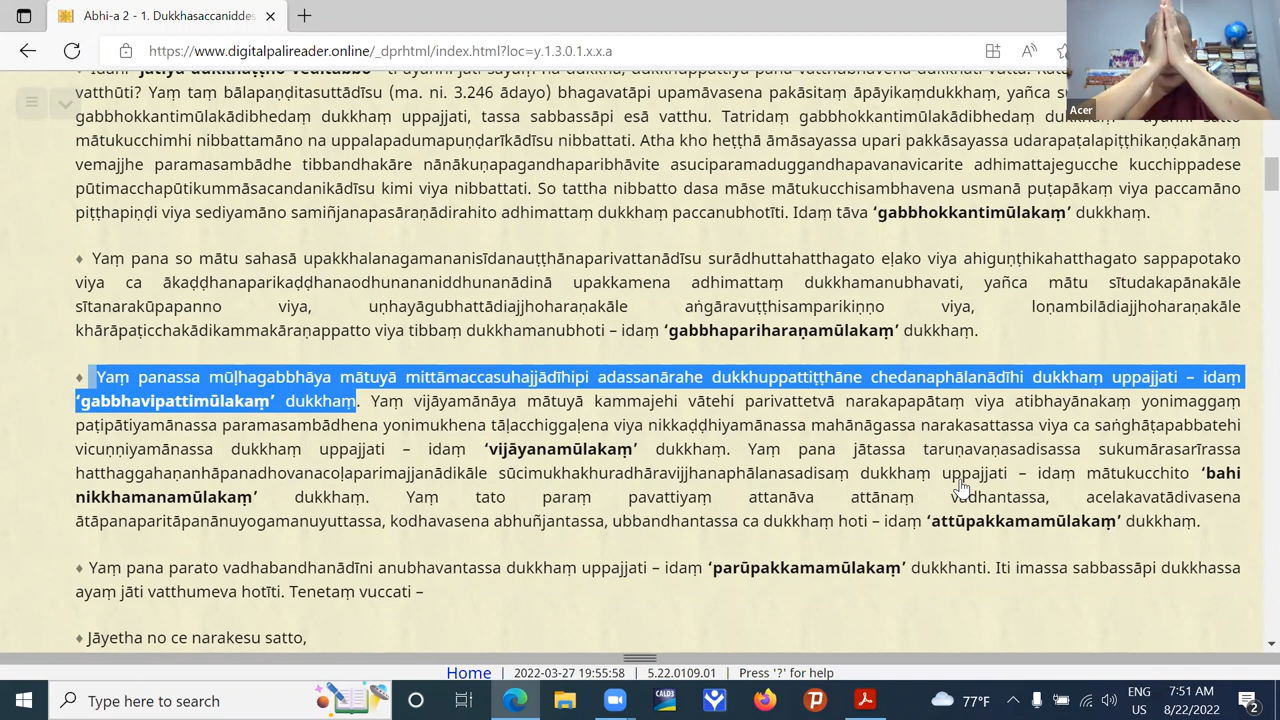 Abhi-a 2 - 1. Dukkhasaccaniddes
https://www.digitalpalireader.online/_dprhtml/index.html?loc=y.1.3.0.1.x.x.a
Acer
vatthūti? Yaṃ taṃ bālapaṇḍitasuttādīsu (ma. ni. 3.246 ādayo) bhagavatāpi upamāvasena pakāsitaṃ āpāyikaṃdukkhaṃ, yañca
gabbhokkantimūlakādibhedaṃ dukkhaṃ uppajjati, tassa sabbassāpi esā vatthu. Tatridaṃ gabbhokkantimūlakādibhedaṃ
mātukucchimhi nibbattamāno na uppalapadumapuṇḍarīkādīsu nibbattati. Atha kho heṭṭhā āmāsayassa upari pakkāsayassa udarapaṭalapiṭṭhikaṇḍakānaṃ
vemajjhe paramasambādhe tibbandhakāre nānākuṇapagandhaparibhāvite asuciparamaduggandhapavanavicarite adhimattajegucche kucchippadese
pūtimacchapūtikummāsacandanikādīsu kimi viya nibbattati. So tattha nibbatto dasa māse mātukucchisambhavena usmanā puṭapākaṃ viya paccamāno
piṭṭhapiṇḍi viya sediyamāno samiñjanapasāraṇādirahito adhimattaṃ dukkhaṃ paccanubhotīti. Idaṃ tāva ‘gabbhokkantimūlakaṃ’ dukkhaṃ.
♦ Yaṃ pana so mātu sahasā upakkhalanagamananisīdanauṭṭhānaparivattanādīsu surādhuttahatthagato eḷako viya ahiguṇṭhikahatthagato sappapotako
viya ca ākaḍḍhanaparikaḍḍhanaodhunananiddhunanādinā upakkamena adhimattaṃ dukkhamanubhavati, yañca mātu sītudakapānakāle
sītanarakūpapanno viya, uṇhayāgubhattādiajjhoharaṇakāle aṅgāravuṭṭhisamparikiṇṇo viya, loṇambilādiajjhoharaṇakāle
khārāpaṭicchakādikammakāraṇappatto viya tibbaṃ dukkhamanubhoti – idaṃ ‘gabbhapariharaṇamūlakaṃ’ dukkhaṃ.
♦ Yaṃ panassa mūḷhagabbhāya mātuyā mittāmaccasuhajjādīhipi adassanārahe dukkhuppattiṭṭhāne chedanaphālanādīhi dukkhaṃ uppajjati – idaṃ
‘gabbhavipattimūlakaṃ’ dukkhaṃ. Yaṃ vijāyamānāya mātuyā kammajehi vātehi parivattetvā narakapapātaṃ viya atibhayānakaṃ yonimaggaṃ
paṭipātiyamānassa paramasambādhena yonimukhena tāḷacchiggaḷena viya nikkaḍḍhiyamānassa mahānāgassa narakasattassa viya ca saṅghāṭapabbatehi
vicuṇṇiyamānassa dukkhaṃ uppajjati – idaṃ ‘vijāyanamūlakaṃ’ dukkhaṃ. Yaṃ pana jātassa taruṇavaṇasadisassa sukumārasarīrassa
hatthaggahaṇanhāpanadhovanacoḷaparimajjanādikāle sūcimukhakhuradhāravijjhanaphālanasadisaṃ dukkhaṃ uppajjati – idaṃ mātukucchito ‘bahi
nikkhamanamūlakaṃ’ dukkhaṃ. Yaṃ tato paraṃ pavattiyaṃ attanāva attānaṃ vadhantassa, acelakavatādivasena
ātāpanaparitāpanānuyogamanuyuttassa, kodhavasena abhuñjantassa, ubbandhantassa ca dukkhaṃ hoti – idaṃ ‘attūpakkamamūlakaṃ’ dukkhaṃ.
♦ Yaṃ pana parato vadhabandhanādīni anubhavantassa dukkhaṃ uppajjati – idaṃ ‘parūpakkamamūlakaṃ’ dukkhanti. Iti imassa sabbassāpi dukkhassa
ayaṃ jāti vatthumeva hotīti. Tenetaṃ vuccati –
♦ Jāyetha no ce narakesu satto,
Home | 2022-03-27 19:55:58 | 5.22.0109.01 | Press '?' for help
Type here to search
CALD3
77°F
ENG
US
7:51 AM
8/22/2022
2